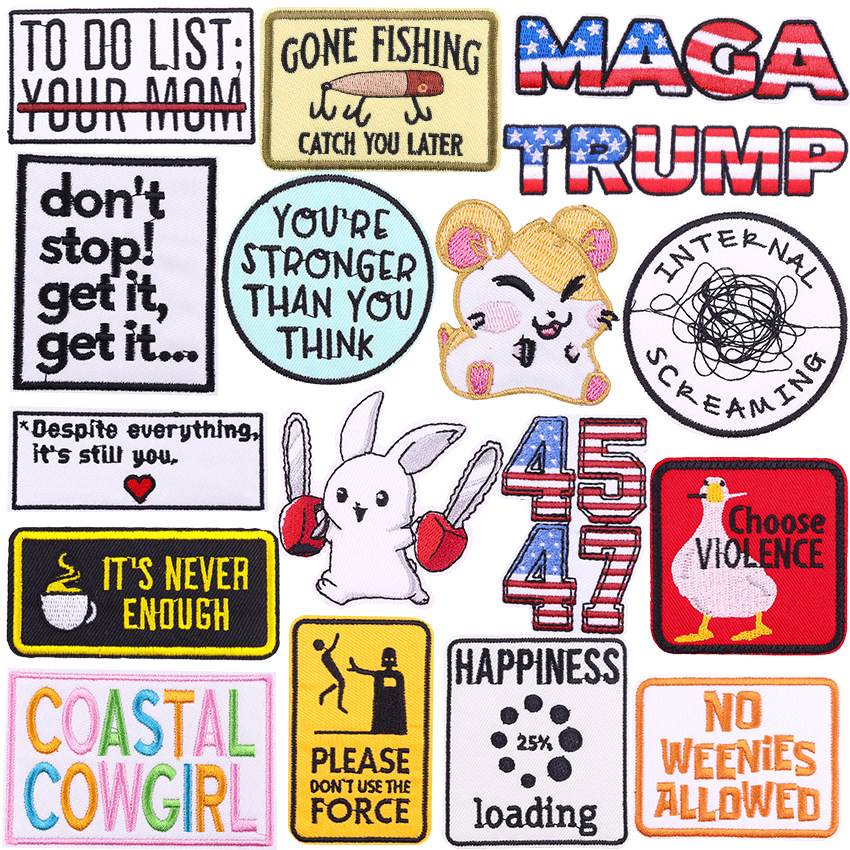 TO DO LIST:
YOUR MOM
GONE FISHING
CATCH YOU LATER
MAGA
TRUMP
don't
stop!
get it,
get it...
YOU'RE
STRONGER
THAN YOU
THINK
INTERNAL
SCREAMING
*Despite everything,
it's still you.
45
47
Choose
VIOLENCE
IT'S NEVER
ENOUGH
COASTAL
COWGIRL
PLEASE
DON'T USE THE
FORCE
HAPPINESS
25%
loading
NO
WEENIES
ALLOWED